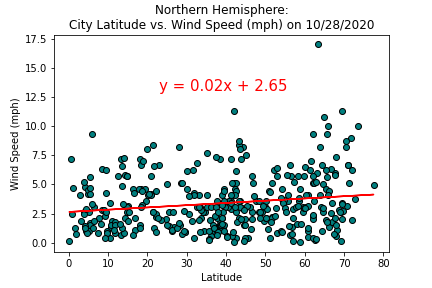 Northern Hemisphere:
City Latitude vs. Wind Speed (mph) on 10/28/2020
17.5
15.0
12.5
10.0
7.5
5.0
2.5
0.0
Wind Speed (mph)
y = 0.02x + 2.65
0 10 20 30 40 50 60 70 80
Latitude